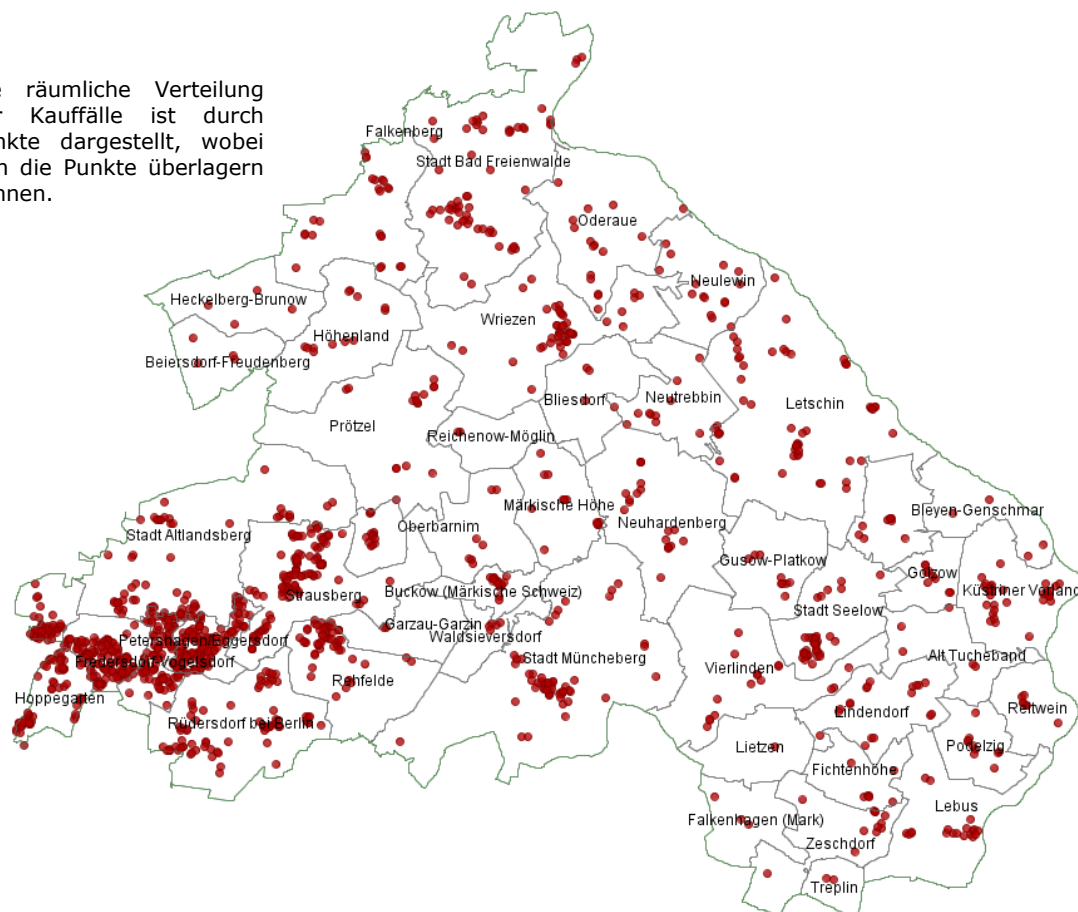 e räumliche Verteilung
r Kauffälle ist durch
nkte dargestellt, wobei
h die Punkte überlagern
nnen.
Falkenberg
Stadt Bad Freienwalde
Oderaue
Neulewin
Heckelberg-Brunow
Wriezen
Höhenland
Beiersdorf-Freudenberg
Bliesdorf
Neutrebbin
Letschin
Prötzel
Reichenow-Möglin
Märkische Höhe
Bleyen-Genschmar
Oberbarnim
Neuhardenberg
Stadt Altlandsberg
Gusow-Platkow
Golzow
Buckow (Märkische Schweiz)
Küstriner Vorland
Strausberg
Stadt Seelow
Garzau-Garzin
Waldsieversdorf
Petershagen/Eggersdorf
Alt Tucheband
Stadt Müncheberg
Fredersdorf-Vogelsdorf
Vierlinden
Rehfelde
Hoppegarten
Reitwein
Lindendorf
Rüdersdorf bei Berlin
Lietzen
Podelzig
Fichtenhöhe
Lebus
Falkenhagen (Mark)
Zeschdorf
Treplin